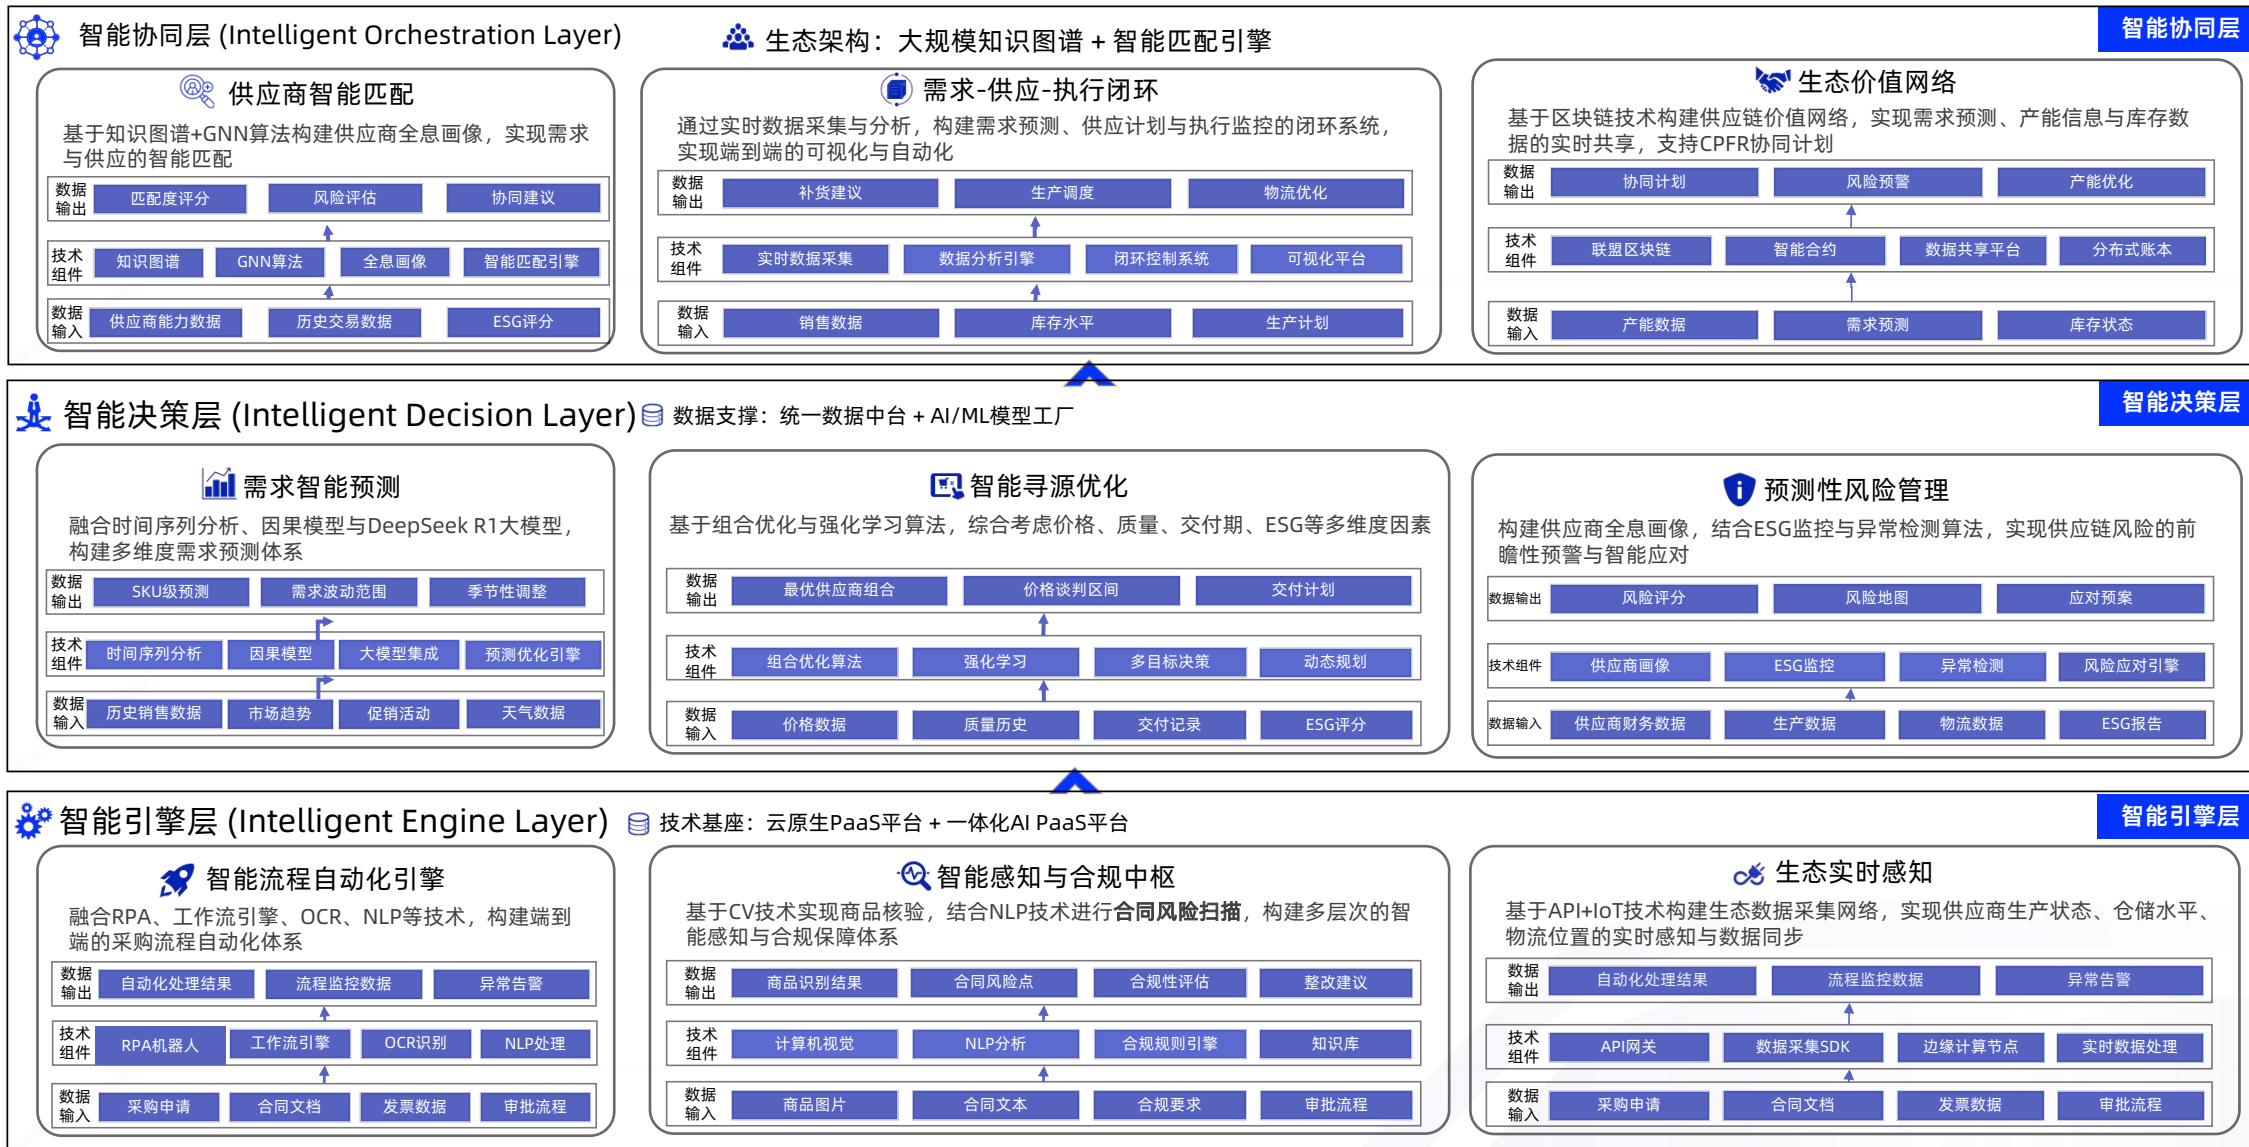 智能协同层 (Intelligent Orchestration Layer)
生态架构：大规模知识图谱 + 智能匹配引擎
智能协同层
供应商智能匹配
基于知识图谱+GNN算法构建供应商全息画像，实现需求
与供应的智能匹配
数据
输出
匹配度评分 风险评估 协同建议
技术
组件
知识图谱 GNN算法 全息画像 智能匹配引擎
数据
输入
供应商能力数据 历史交易数据 ESG评分
需求-供应-执行闭环
通过实时数据采集与分析，构建需求预测、供应计划与执行监控的闭环系统，
实现端到端的可视化与自动化
数据
输出
补货建议 生产调度 物流优化
技术
组件
实时数据采集 数据分析引擎 闭环控制系统 可视化平台
数据
输入
销售数据 库存水平 生产计划
生态价值网络
基于区块链技术构建供应链价值网络，实现需求预测、产能信息与库存数
据的实时共享，支持CPFR协同计划
数据
输出
协同计划 风险预警 产能优化
技术
组件
联盟区块链 智能合约 数据共享平台 分布式账本
数据
输入
产能数据 需求预测 库存状态
智能决策层 (Intelligent Decision Layer)
数据支撑：统一数据中台 + AI/ML模型工厂
智能决策层
需求智能预测
融合时间序列分析、因果模型与DeepSeek R1大模型，
构建多维度需求预测体系
数据
输出
SKU级预测 需求波动范围 季节性调整
技术
组件
时间序列分析 因果模型 大模型集成 预测优化引擎
数据
输入
历史销售数据 市场趋势 促销活动 天气数据
智能寻源优化
基于组合优化与强化学习算法，综合考虑价格、质量、交付期、ESG等多维度因素
数据
输出
最优供应商组合 价格谈判区间 交付计划
技术
组件
组合优化算法 强化学习 多目标决策 动态规划
数据
输入
价格数据 质量历史 交付记录 ESG评分
预测性风险管理
构建供应商全息画像，结合ESG监控与异常检测算法，实现供应链风险的前
瞻性预警与智能应对
数据输出 风险评分 风险地图 应对预案
技术组件 供应商画像 ESG监控 异常检测 风险应对引擎
数据输入 供应商财务数据 生产数据 物流数据 ESG报告
智能引擎层 (Intelligent Engine Layer)
技术基座：云原生PaaS平台 + 一体化AI PaaS平台
智能引擎层
智能流程自动化引擎
融合RPA、工作流引擎、OCR、NLP等技术，构建端到
端的采购流程自动化体系
数据
输出
自动化处理结果 流程监控数据 异常告警
技术
组件
RPA机器人 工作流引擎 OCR识别 NLP处理
数据
输入
采购申请 合同文档 发票数据 审批流程
智能感知与合规中枢
基于CV技术实现商品核验，结合NLP技术进行合同风险扫描，构建多层次的智
能感知与合规保障体系
数据
输出
商品识别结果 合同风险点 合规性评估 整改建议
技术
组件
计算机视觉 NLP分析 合规规则引擎 知识库
数据
输入
商品图片 合同文本 合规要求 审批流程
生态实时感知
基于API+IoT技术构建生态数据采集网络，实现供应商生产状态、仓储水平、
物流位置的实时感知与数据同步
数据
输出
自动化处理结果 流程监控数据 异常告警
技术
组件
API网关 数据采集SDK 边缘计算节点 实时数据处理
数据
输入
采购申请 合同文档 发票数据 审批流程